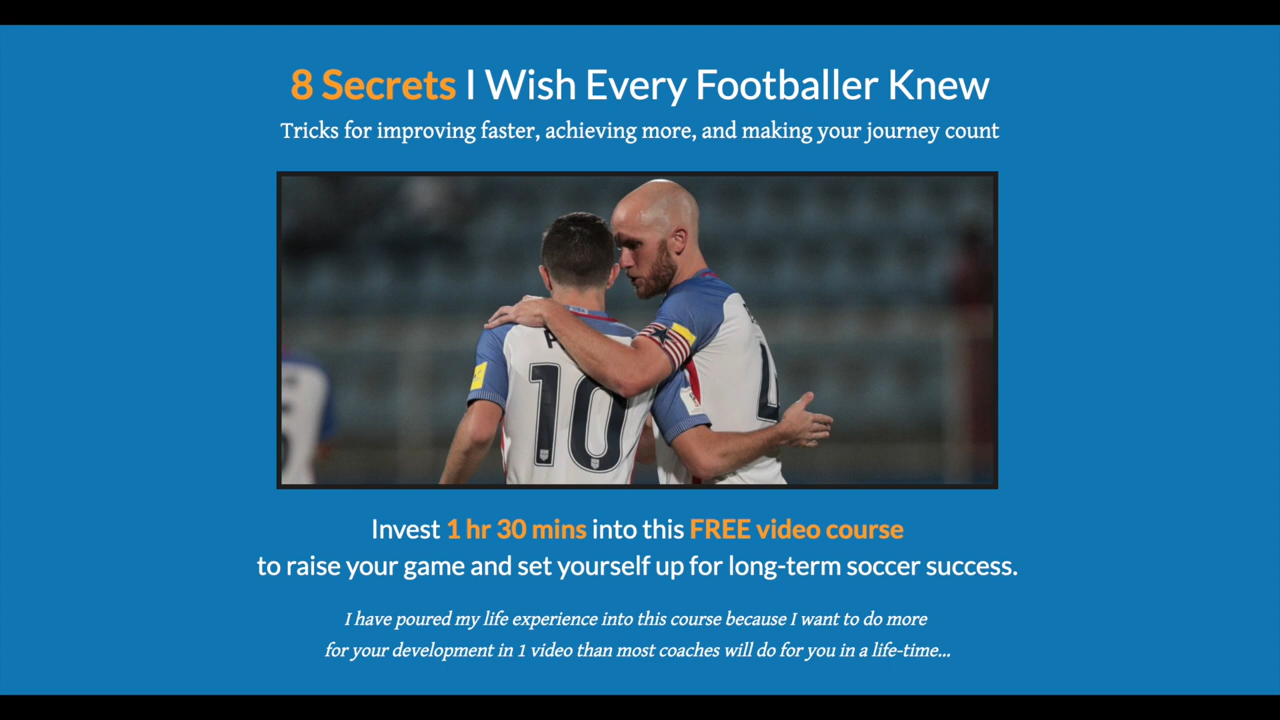 8 Secrets I Wish Every Footballer Knew
Tricks for improving faster, achieving more, and making your journey count
10
Invest 1 hr 30 mins into this FREE video course
to raise your game and set yourself up for long-term soccer success.
I have poured my life experience into this course because I want to do more
for your development in 1 video than most coaches will do for you in a life-time...